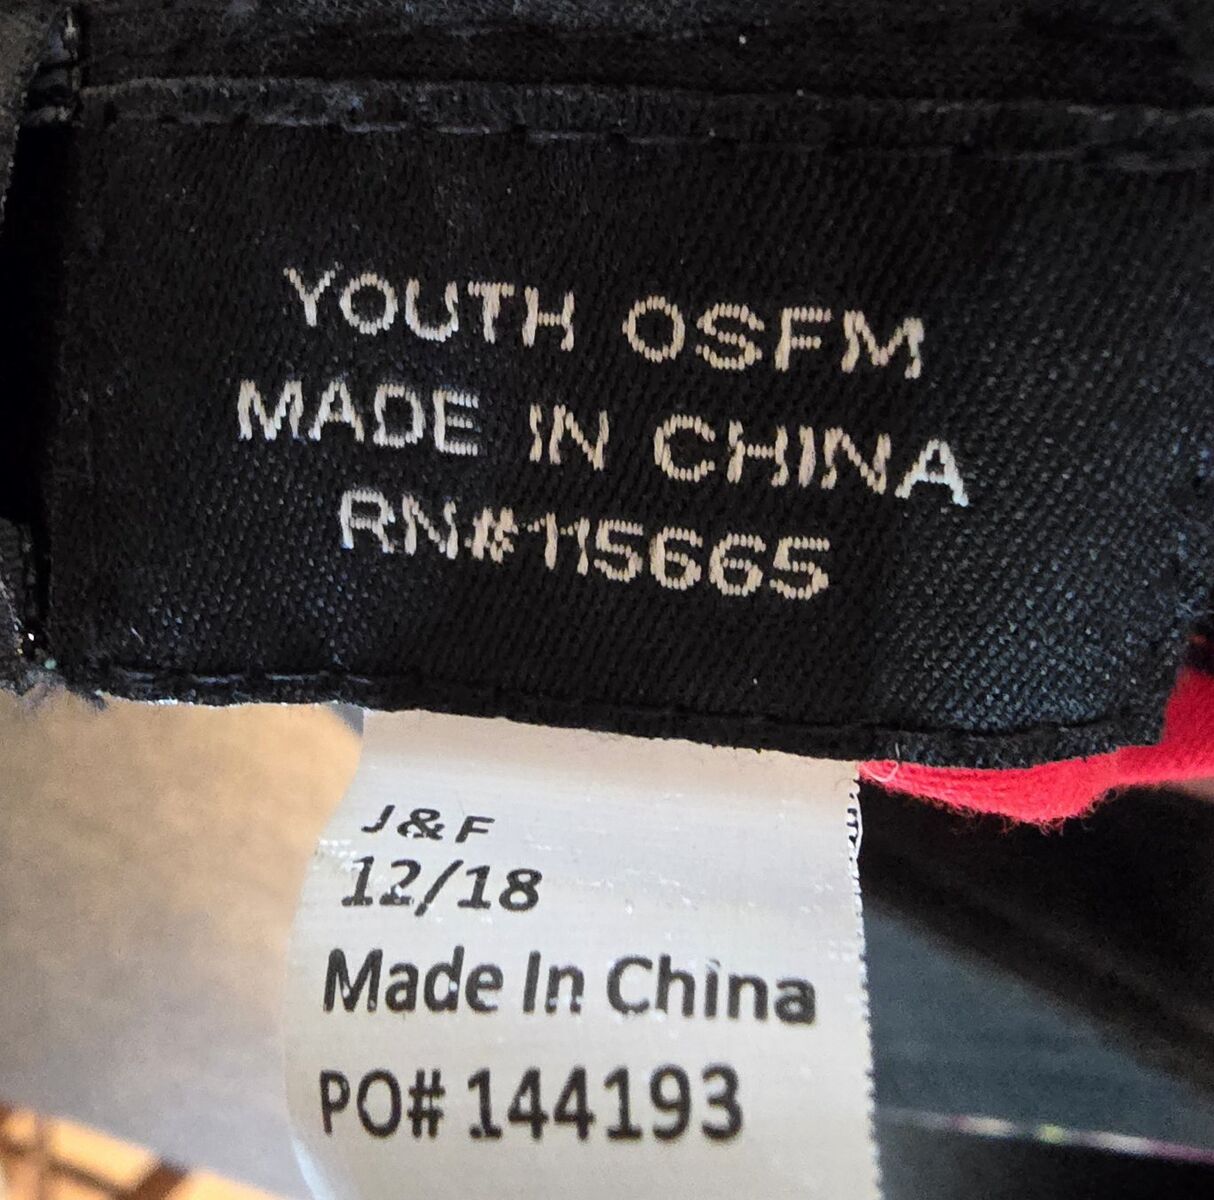 YOUTH OSFM
MADE IN CHINA
RN#115665
J&F
12/18
Made In China
PO# 144193